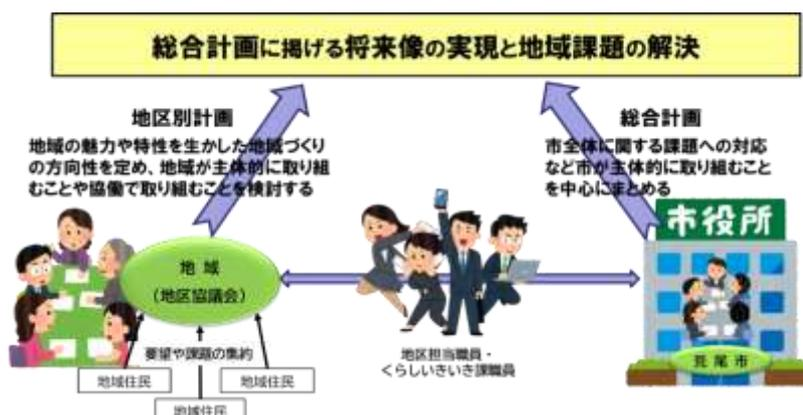 総合計画に掲げる将来像の実現と地域課題の解決
地区別計画
地域の魅力や特性を生かした地域づくり
の方向性を定め、地域が主体的に取り組
むことや協働で取り組むことを検討する
総合計画
市全体に関する課題への対応
など市が主体的に取り組むこと
を中心にまとめる
市役所
地 域
(地区協議会)
要望や課題の集約
地域住民
地域住民
地域住民
地区担当職員・
くらしいきいき課職員
荒尾市